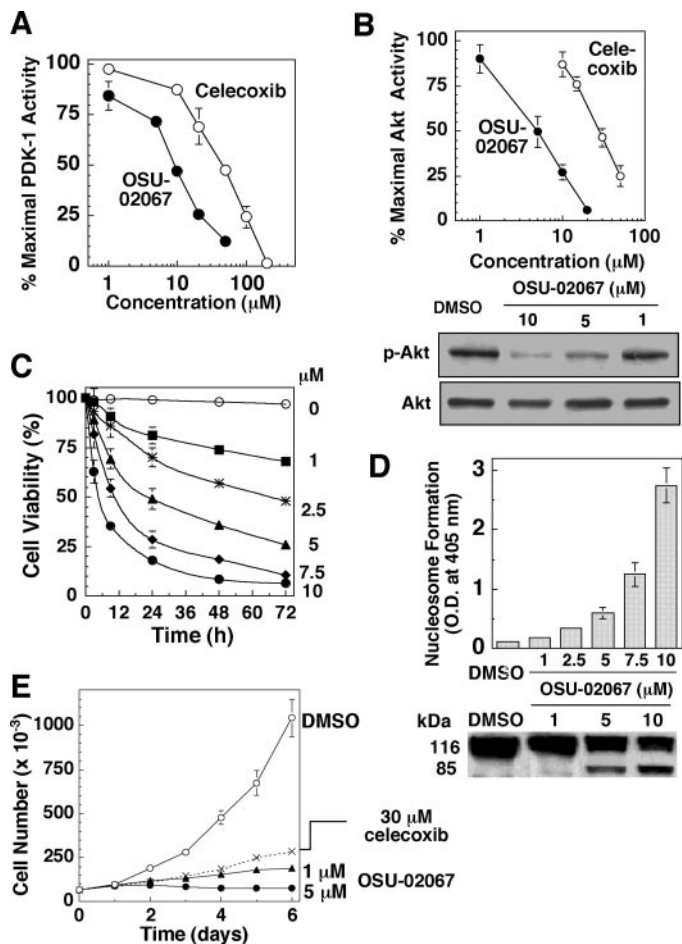 A
% Maximal PDK-1 Activity
100
75
50
25
0
Celecoxib
OSU-
02067
1
10
100
Concentration (μM)
B
% Maximal Akt Activity
100
75
50
25
0
Cele-
coxib
OSU-
02067
1
10
100
Concentration (μM)
OSU-02067 (μM)
DMSO
10 5 1
p-Akt
Akt
C
Cell Viability (%)
100
75
50
25
0
μM
0
1
2.5
5
7.5
10
0 12 24 36 48 60 72
Time (h)
D
Nucleosome Formation
(O.D. at 405 nm)
3
2
1
0
DMSO 1 2.5 5 7.5 10
OSU-02067 (μM)
kDa DMSO 1 5 10
116
85
E
Cell Number (x 10-3)
1000
750
500
250
0
DMSO
30 μM
celecoxib
1 μM
OSU-02067
5 μM
0 2 4 6
Time (days)